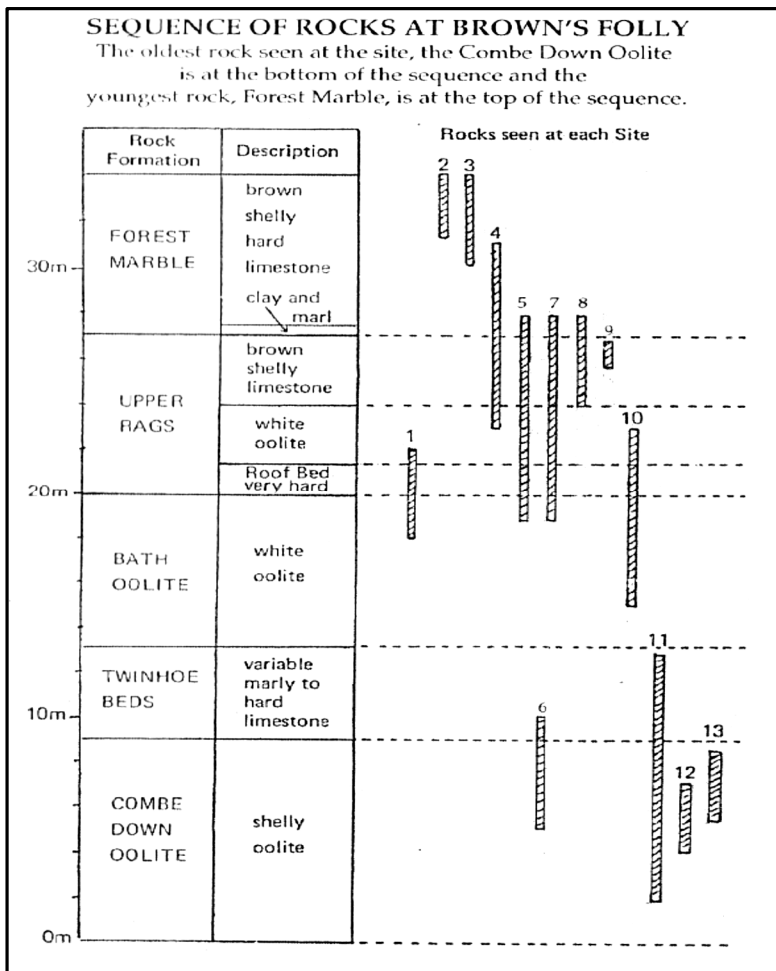 SEQUENCE OF ROCKS AT BROWN'S FOLLY
The oldest rock seen at the site, the Combe Down Oolite
is at the bottom of the sequence and the
youngest rock, Forest Marble, is at the top of the sequence.
Rock
Formation
Description
Rocks seen at each Site
FOREST
MARBLE
brown
shelly
hard
limestone
clay and
marl
UPPER
RAGS
brown
shelly
limestone
white
oolite
Roof Bed
very hard
BATH
OOLITE
white
oolite
TWINHOE
BEDS
variable
marly to
hard
limestone
COMBE
DOWN
OOLITE
shelly
oolite
30m
20m
10m
0m
1
2
3
4
5
6
7
8
9
10
11
12
13